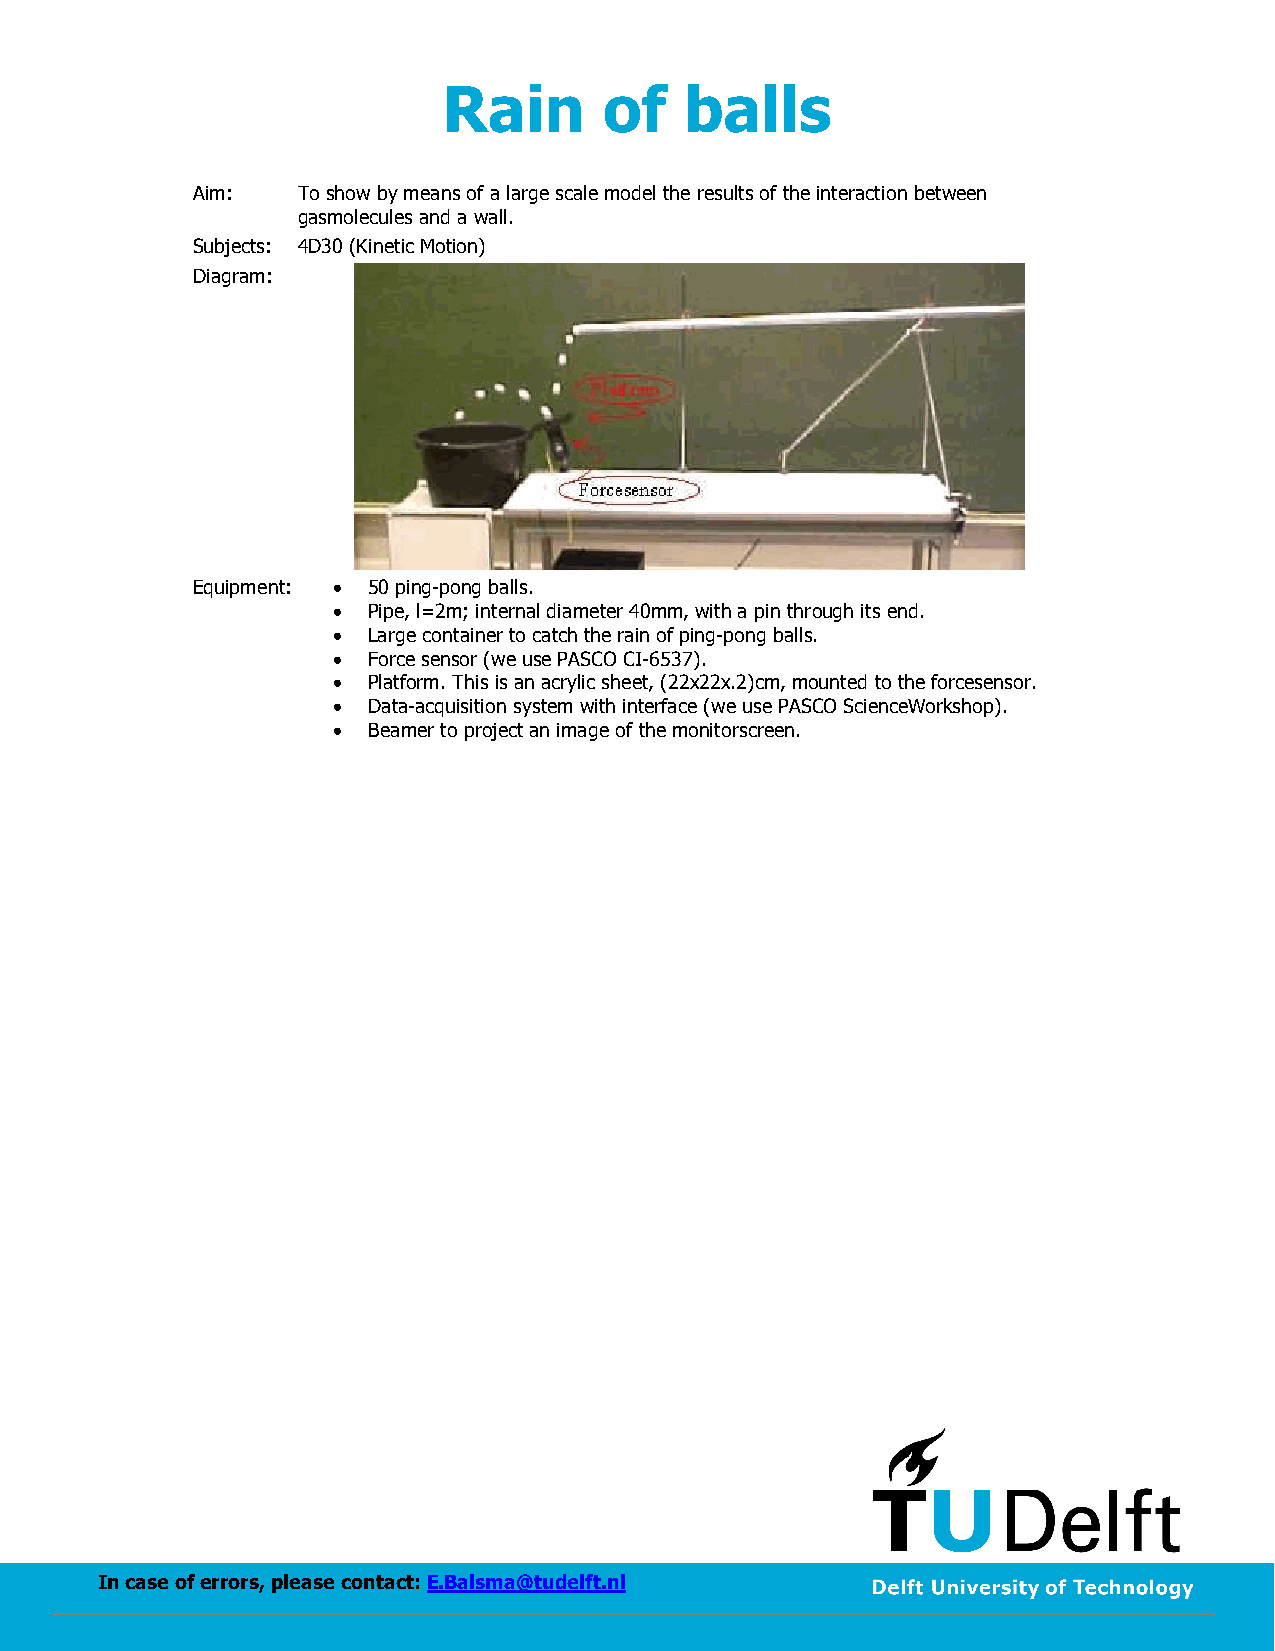 Rain of balls
Aim: To show by means of a large scale model the results of the interaction between
gasmolecules and a wall.
Subjects: 4D30 (Kinetic Motion)
Diagram:
Platform
Forcesensor
Equipment: • 50 ping-pong balls.
• Pipe, l=2m; internal diameter 40mm, with a pin through its end.
• Large container to catch the rain of ping-pong balls.
• Force sensor (we use PASCO CI-6537).
• Platform. This is an acrylic sheet, (22x22x.2)cm, mounted to the forcesensor.
• Data-acquisition system with interface (we use PASCO ScienceWorkshop).
• Beamer to project an image of the monitorscreen.
TUDelft
In case of errors, please contact: E.Balsma@tudelft.nl
Delft University of Technology